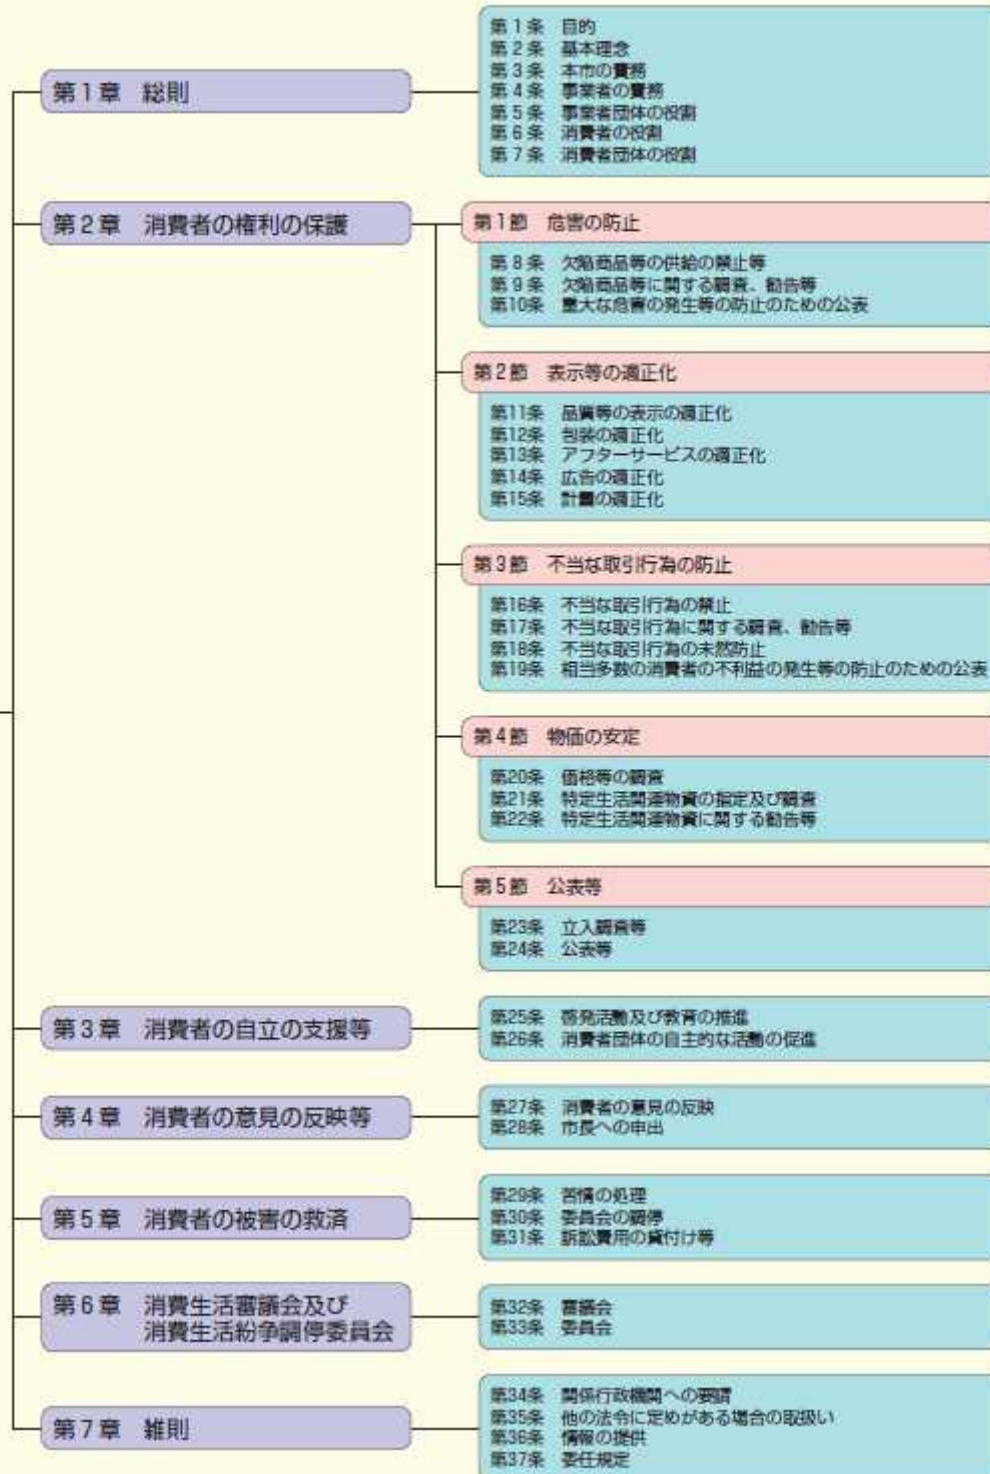 第1章 総則
第1条 目的
第2条 基本理念
第3条 本市の責務
第4条 事業者の責務
第5条 事業者団体の役割
第6条 消費者の役割
第7条 消費者団体の役割
第2章 消費者の権利の保護
第1節 危害の防止
第8条 欠陥商品等の供給の禁止等
第9条 欠陥商品等に関する調査、勧告等
第10条 重大な危害の発生等の防止のための公表
第2節 表示等の適正化
第11条 品質等の表示の適正化
第12条 包装の適正化
第13条 アフターサービスの適正化
第14条 広告の適正化
第15条 計量の適正化
第3節 不当な取引行為の防止
第16条 不当な取引行為の禁止
第17条 不当な取引行為に関する調査、勧告等
第18条 不当な取引行為の未然防止
第19条 相当多数の消費者の不利益の発生等の防止のための公表
第4節 物価の安定
第20条 価格等の調査
第21条 特定生活関連物資の指定及び調査
第22条 特定生活関連物資に関する勧告等
第5節 公表等
第23条 立入調査等
第24条 公表等
第3章 消費者の自立の支援等
第25条 啓発活動及び教育の推進
第26条 消費者団体の自主的な活動の促進
第4章 消費者の意見の反映等
第27条 消費者の意見の反映
第28条 市長への申出
第5章 消費者の被害の救済
第29条 苦情の処理
第30条 委員会の調停
第31条 訴訟費用の貸付け等
第6章 消費生活審議会及び
消費生活紛争調停委員会
第32条 審議会
第33条 委員会
第7章 雑則
第34条 関係行政機関への要請
第35条 他の法令に定めがある場合の取扱い
第36条 情報の提供
第37条 委任規定